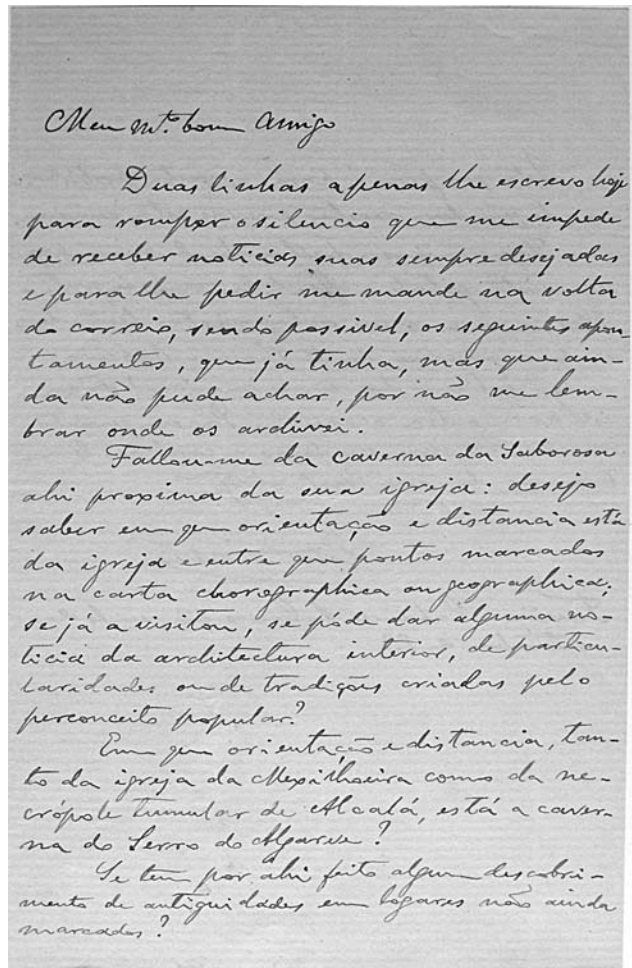 Meu mto. bom Amigo
Duas linhas apenas lhe escrevo hoje
para romper o silencio que me impede
de receber noticias suas sempre desejadas
e para lhe pedir me mande na volta
do correio, sendo possivel, os seguintes apon-
tamentos, que já tinha, mas que ain-
da não pude achar, por não me lem-
brar onde os archivei.
Fallou-me da caverna da Saborosa
ahi proxima da sua igreja: desejo
saber em que orientação e distancia está
da igreja e entre que pontos marcados
na carta chorographica ou geographica;
se já a visitou, se póde dar alguma no-
ticia da architectura interior, de particu-
laridades ou de tradições criadas pelo
perconceito popular?
Em que orientação e distancia, tan-
to da igreja da Mexilhoeira como da ne-
crópole tumular de Alcalá, está a caver-
na do Serro do Algarve?
Se tem por ahi feito algum descobri-
mento de antiguidades em logares não ainda
marcados?